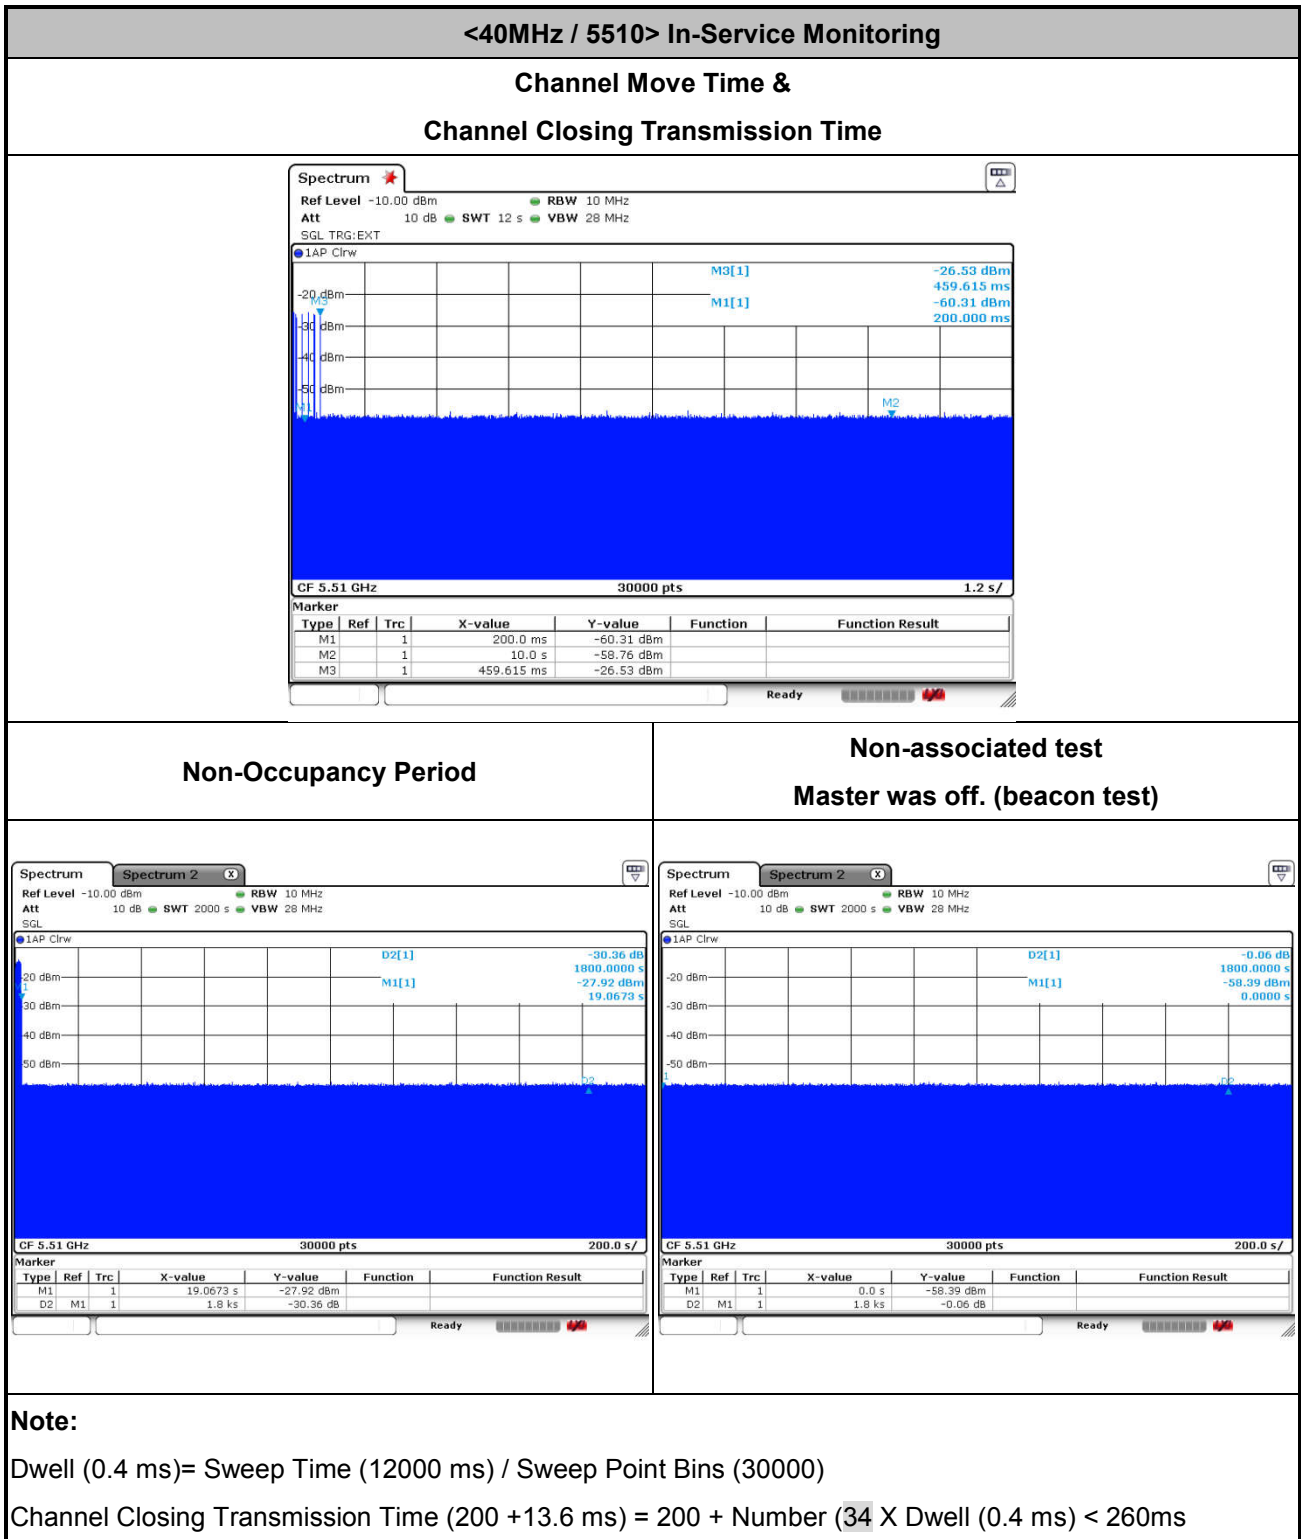 <40MHz / 5510> In-Service Monitoring
Channel Move Time &
Channel Closing Transmission Time
Spectrum
Ref Level -10.00 dBm RBW 10 MHz
Att 10 dB SWT 12 s VBW 28 MHz
SGL TRG:EXT
1AP Clrw
M3[1] -26.53 dBm
459.615 ms
-20 dBm
M3
M1[1] -60.31 dBm
200.000 ms
-30 dBm
-40 dBm
-50 dBm
M1
M2
CF 5.51 GHz 30000 pts 1.2 s/
Marker
Type Ref Trc X-value Y-value Function Function Result
M1 1 200.0 ms -60.31 dBm
M2 1 10.0 s -58.76 dBm
M3 1 459.615 ms -26.53 dBm
Ready
Non-Occupancy Period
Non-associated test
Master was off. (beacon test)
Spectrum Spectrum 2 X
Ref Level -10.00 dBm RBW 10 MHz
Att 10 dB SWT 2000 s VBW 28 MHz
SGL
1AP Clrw
D2[1] -30.36 dB
1800.0000 s
20 dBm
M1[1] -27.92 dBm
1
19.0673 s
30 dBm
40 dBm
50 dBm
D2
CF 5.51 GHz 30000 pts 200.0 s/
Marker
Type Ref Trc X-value Y-value Function Function Result
M1 1 19.0673 s -27.92 dBm
D2 M1 1 1.8 ks -30.36 dB
Ready
Spectrum Spectrum 2 X
Ref Level -10.00 dBm RBW 10 MHz
Att 10 dB SWT 2000 s VBW 28 MHz
SGL
1AP Clrw
D2[1] -0.06 dB
1800.0000 s
-20 dBm
M1[1] -58.39 dBm
0.0000 s
-30 dBm
-40 dBm
-50 dBm
1
D2
CF 5.51 GHz 30000 pts 200.0 s/
Marker
Type Ref Trc X-value Y-value Function Function Result
M1 1 0.0 s -58.39 dBm
D2 M1 1 1.8 ks -0.06 dB
Ready
Note:
Dwell (0.4 ms)= Sweep Time (12000 ms) / Sweep Point Bins (30000)
Channel Closing Transmission Time (200 +13.6 ms) = 200 + Number (34 X Dwell (0.4 ms) < 260ms